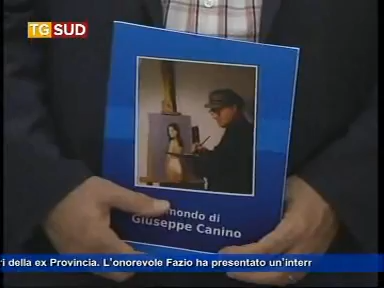 TG SUD
mondo di
Giuseppe Canino
ri della ex Provincia. L'onorevole Fazio ha presentato un'interr